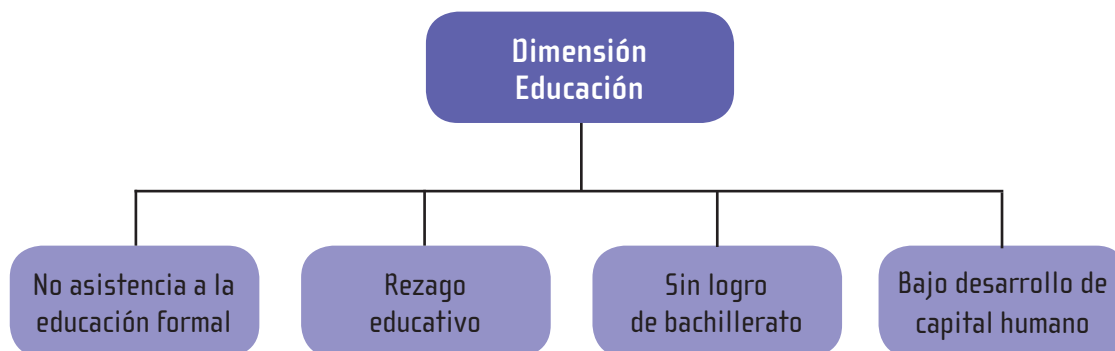 Dimensión
Educación
No asistencia a la
educación formal
Rezago
educativo
Sin logro
de bachillerato
Bajo desarrollo de
capital humano